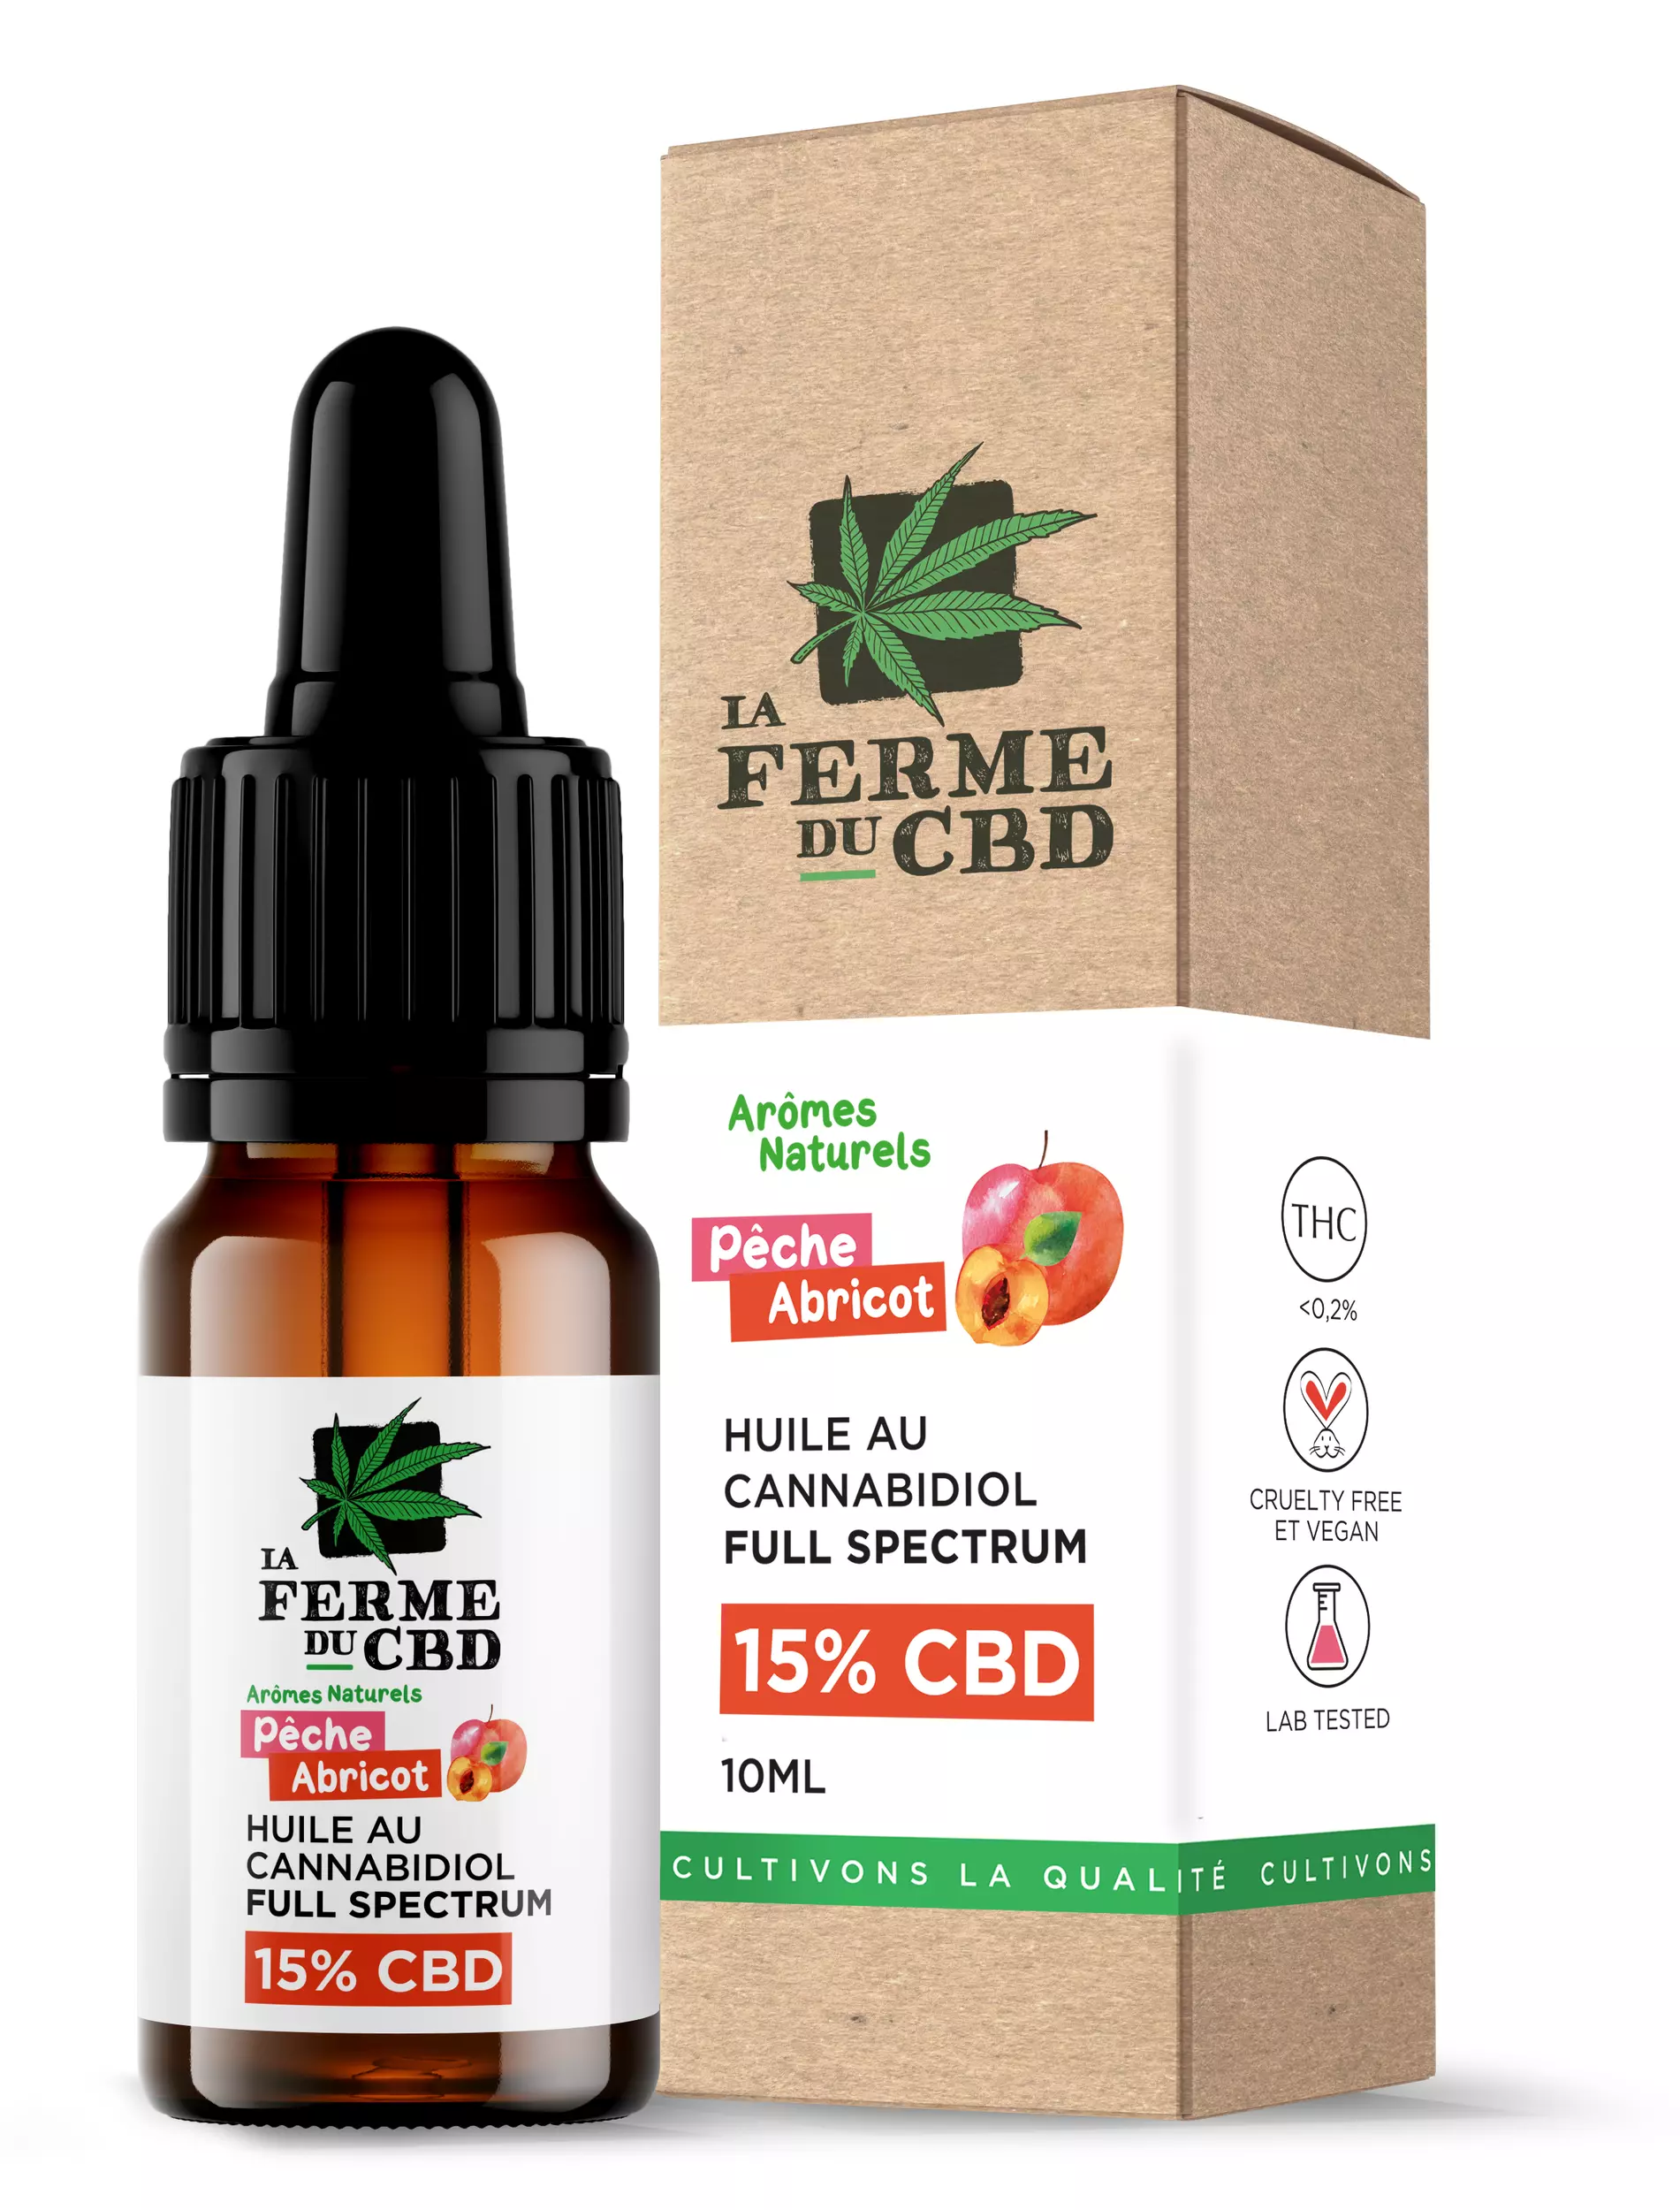 LA
FERME
DU CBD
Arômes Naturels
Pêche
Abricot
HUILE AU
CANNABIDIOL
FULL SPECTRUM
15% CBD
LA
FERME
DU CBD
Arômes
Naturels
Pêche
Abricot
HUILE AU
CANNABIDIOL
FULL SPECTRUM
15% CBD
10ML
CULTIVONS LA QUALITÉ CULTIVONS
THC
<0,2%
CRUELTY FREE
ET VEGAN
LAB TESTED